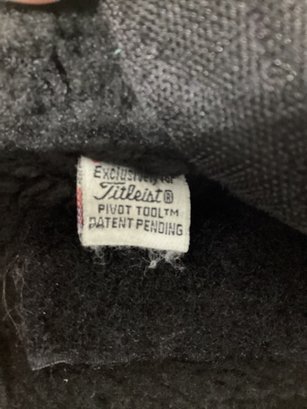 Exclusively for
Titleist®
PIVOT TOOL™
PATENT PENDING